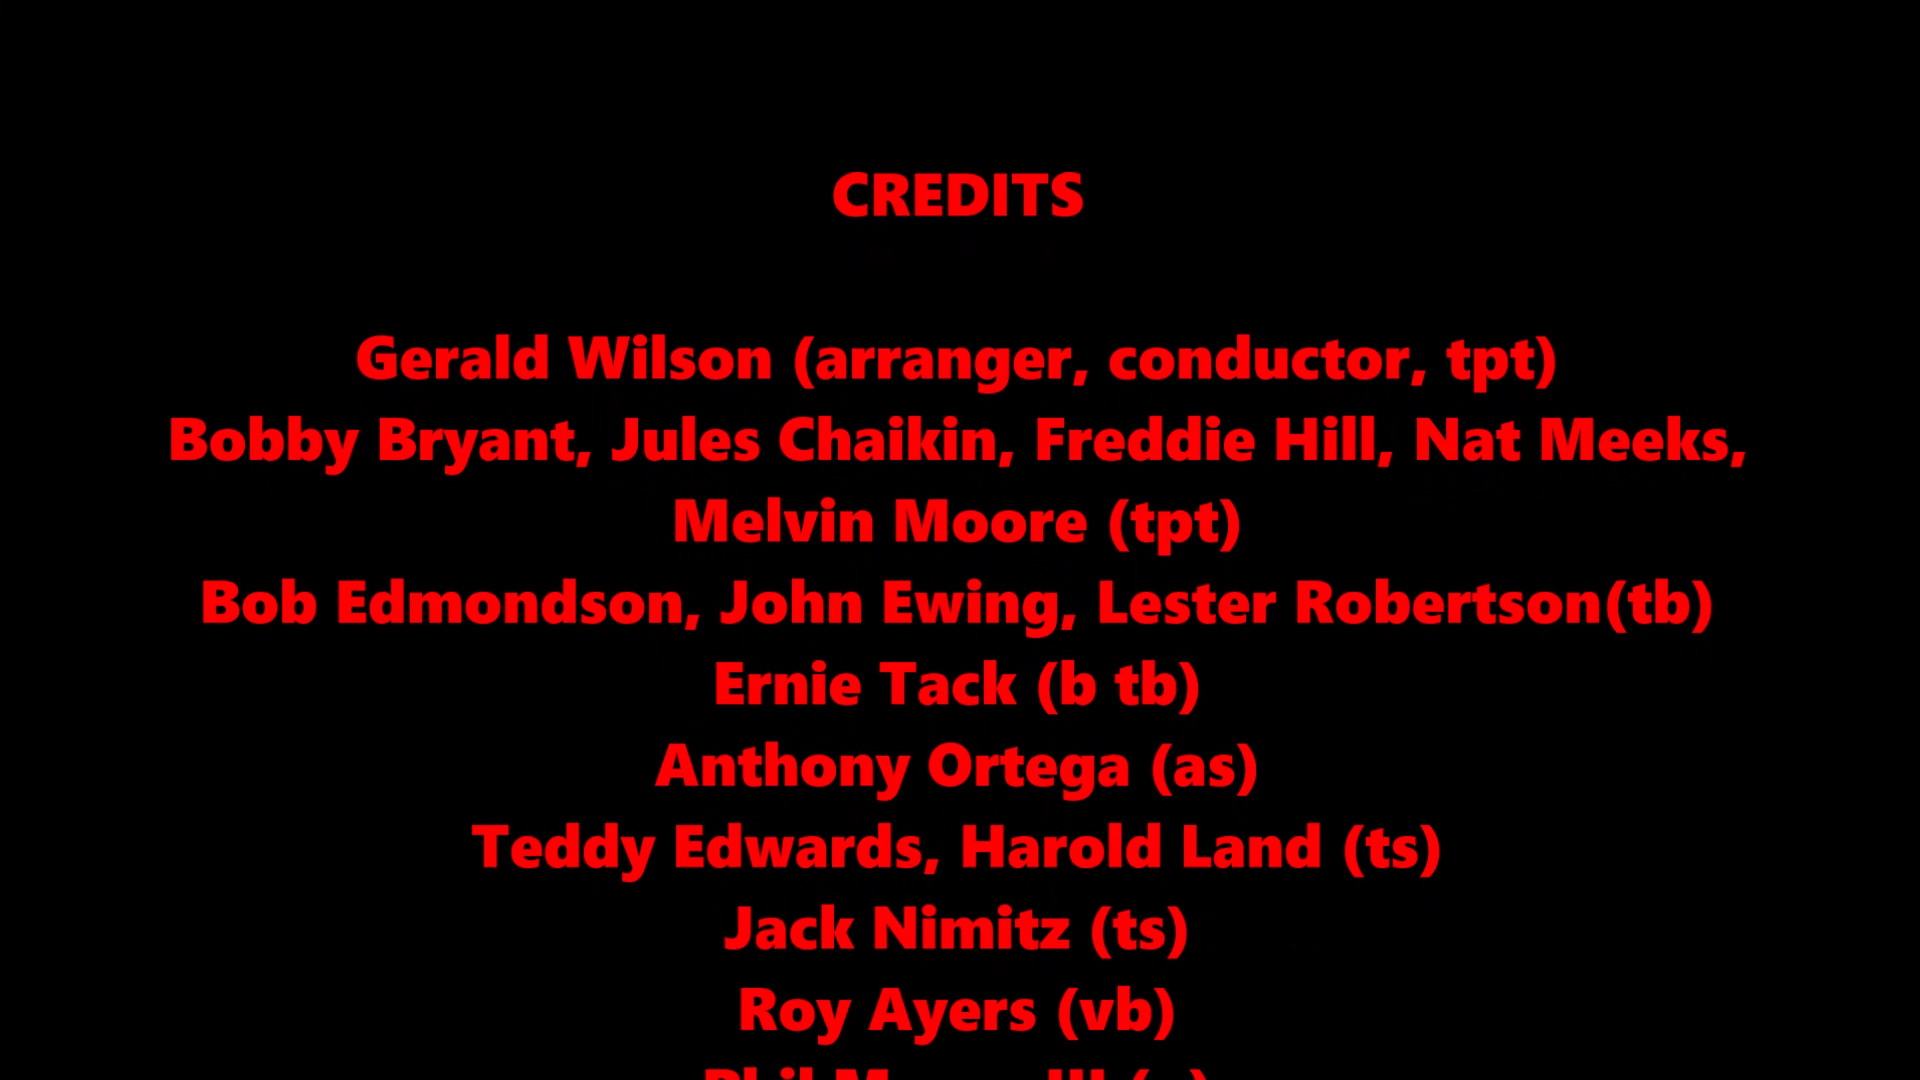 CREDITS
Gerald Wilson (arranger, conductor, tpt)
Bobby Bryant, Jules Chaikin, Freddie Hill, Nat Meeks,
Melvin Moore (tpt)
Bob Edmondson, John Ewing, Lester Robertson(tb)
Ernie Tack (b tb)
Anthony Ortega (as)
Teddy Edwards, Harold Land (ts)
Jack Nimitz (ts)
Roy Ayers (vb)
Phil